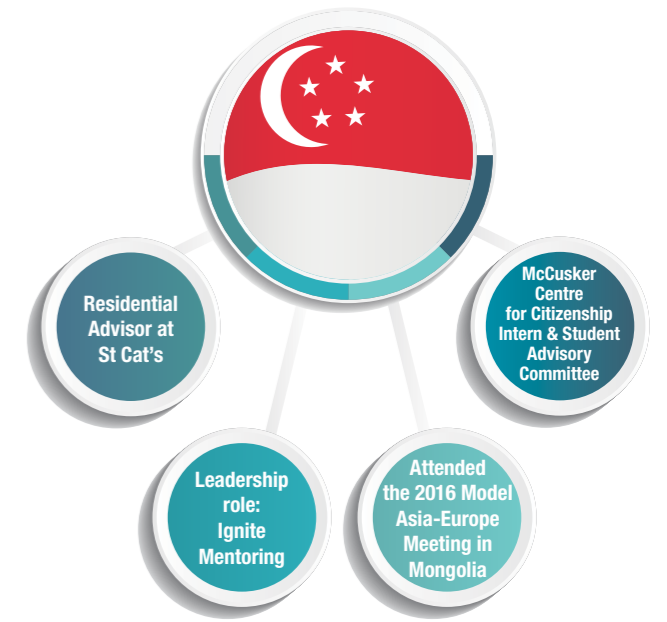 Residential
Advisor at
St Cat's
McCusker
Centre
for Citizenship
Intern & Student
Advisory
Committee
Leadership
role:
Ignite
Mentoring
Attended
the 2016 Model
Asia-Europe
Meeting in
Mongolia